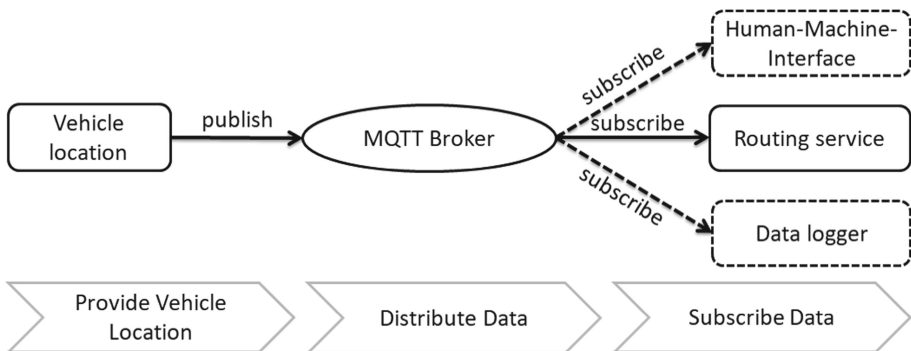 Human-Machine-
Interface
subscribe
Vehicle
location
publish
MQTT Broker
subscribe
Routing service
subscribe
Data logger
Provide Vehicle
Location
Distribute Data
Subscribe Data